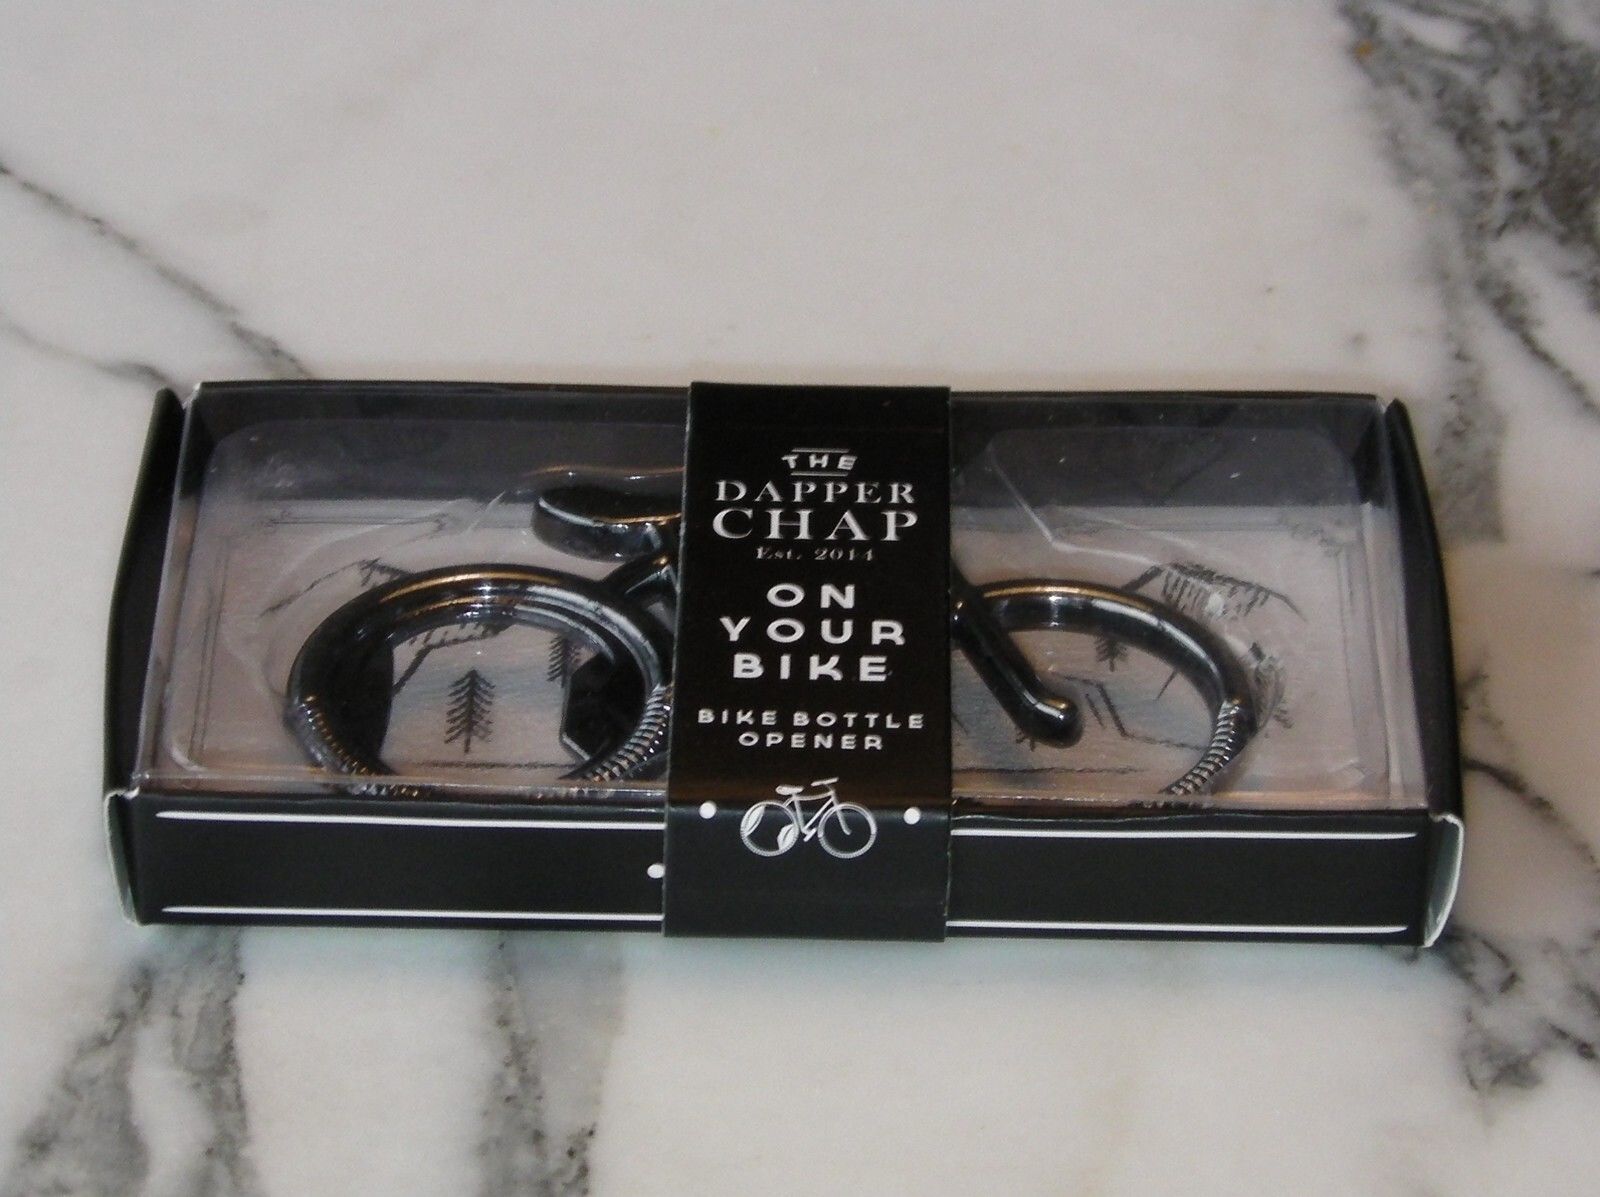 THE
DAPPER
CHAP
Est. 2014
ON
YOUR
BIKE
BIKE BOTTLE
OPENER